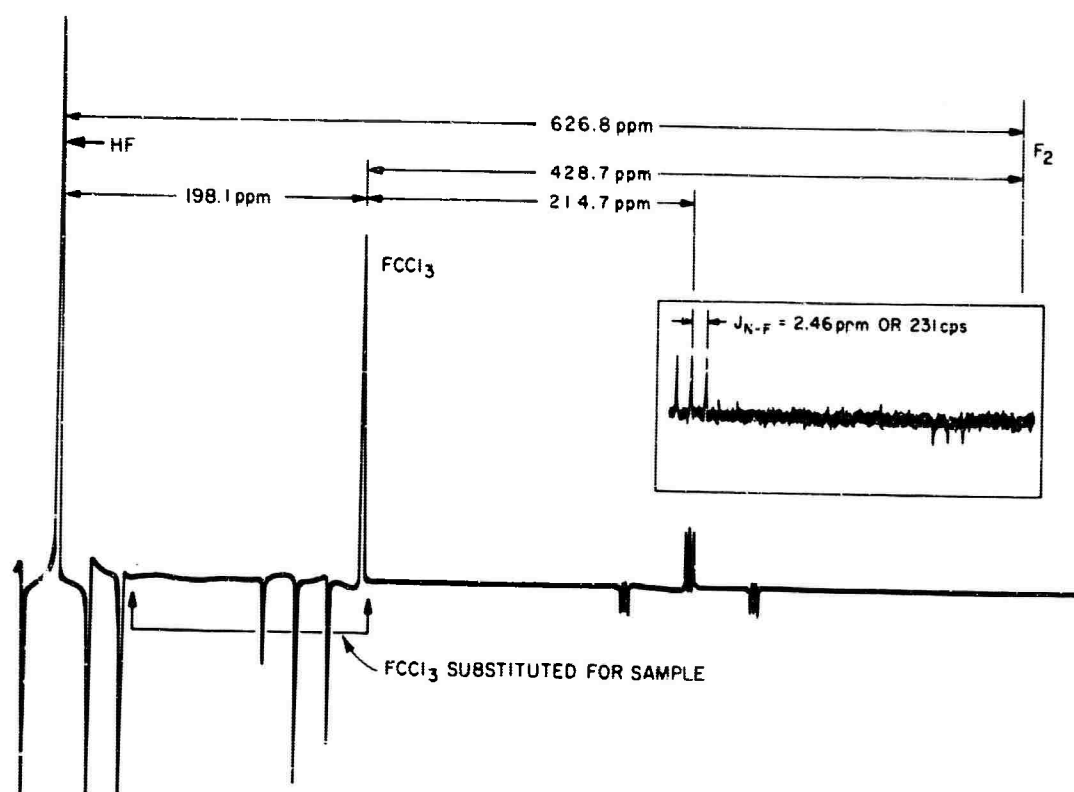 626.8 ppm
HF
F2
428.7 ppm
198.1 ppm
214.7 ppm
FCCl3
JN-F = 2.46 ppm OR 231 cps
FCCl3 SUBSTITUTED FOR SAMPLE